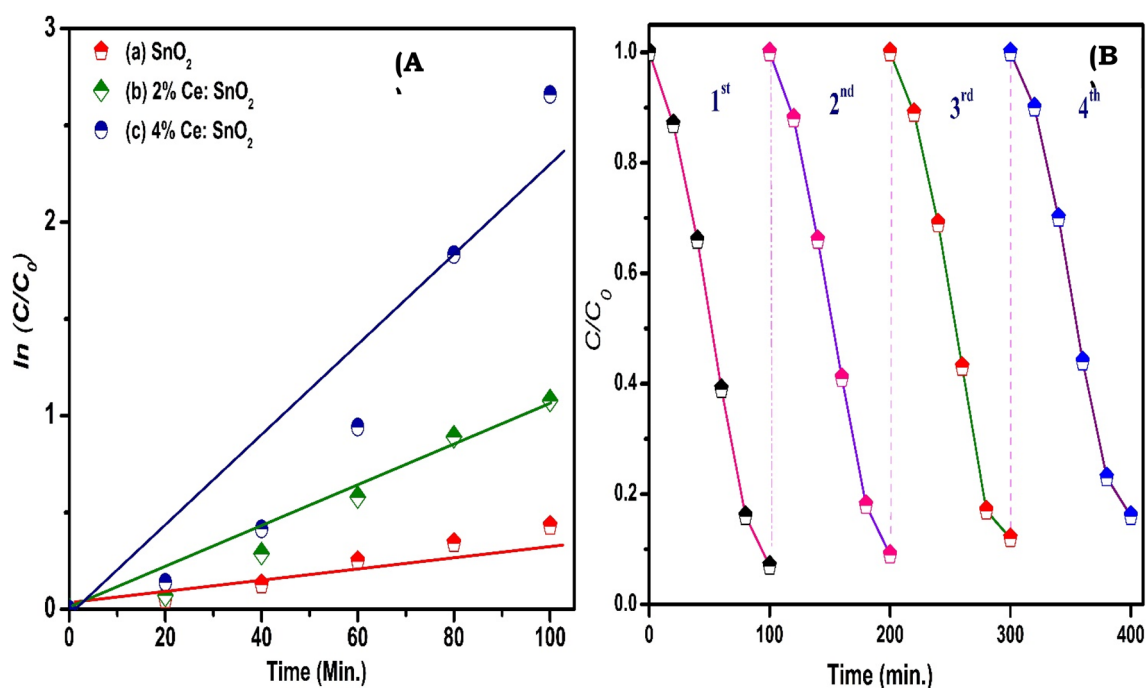 (A
(a) SnO₂
(b) 2% Ce: SnO₂
(c) 4% Ce: SnO₂
ln (C/C₀)
3
2
1
0
0 20 40 60 80 100
Time (Min.)
(B
)
1ˢᵗ 2ⁿᵈ 3ʳᵈ 4ᵗʰ
C/C₀
1.0
0.8
0.6
0.4
0.2
0.0
0 100 200 300 400
Time (min.)